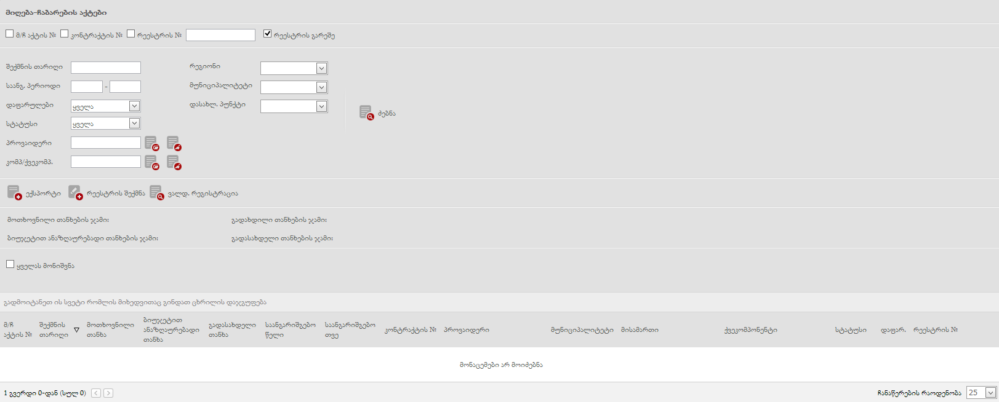 მიღება-ჩაბარების აქტები
მ/ჩ აქტის № კონტრაქტის № რეესტრის № რეესტრის გარეშე
შექმნის თარიღი რეგიონი
საანგ. პერიოდი - მუნიციპალიტეტი
დაფარულები ყველა დასახლ. პუნქტი
ძებნა
სტატუსი ყველა
პროვაიდერი
კომპ/ქვეკომპ.
ექსპორტი რეესტრის შექმნა ვალდ. რეგისტრაცია
მოთხოვნილი თანხების ჯამი: გადახდილი თანხების ჯამი:
ბიუჯეტით ანაზღაურებადი თანხების ჯამი: გადასახდელი თანხების ჯამი:
ყველას მონიშვნა
გადმოიტანეთ ის სვეტი რომლის მიხედვითაც გინდათ ცხრილის დაჯგუფება
მ/ჩ აქტის № შექმნის თარიღი მოთხოვნილი თანხა ბიუჯეტით ანაზღაურებადი თანხა გადასახდელი თანხა საანგარიშგებო წელი საანგარიშგებო თვე კონტრაქტის № პროვაიდერი მუნიციპალიტეტი მისამართი ქვეკომპონენტი სტატუსი დაფარ. რეესტრის №
მონაცემები არ მოიძებნა
1 გვერდი 0-დან (სულ 0) ჩანაწერების რაოდენობა 25